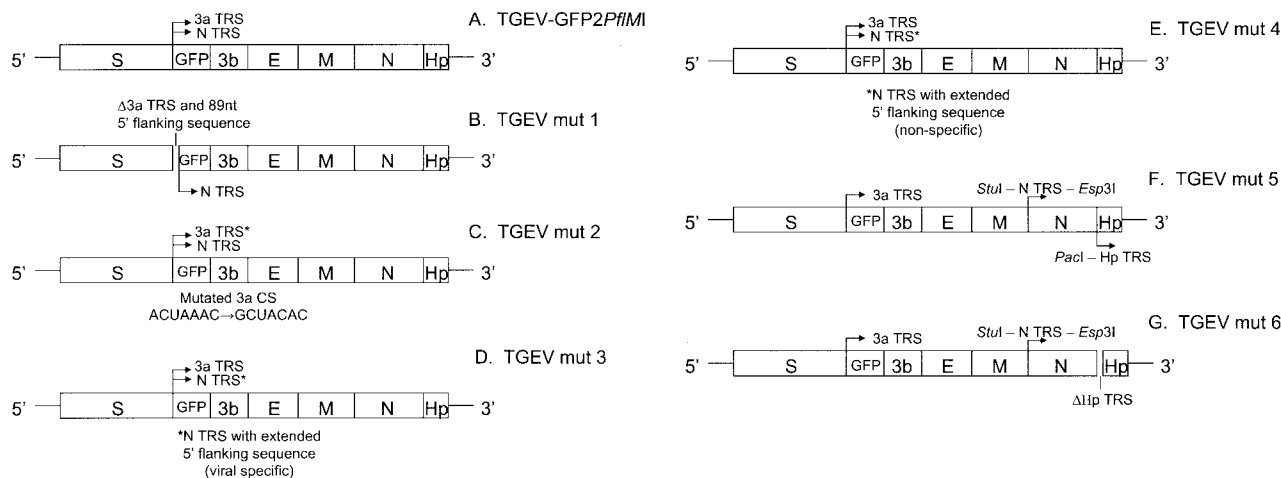 A. TGEV-GFP2PflMI
3a TRS
N TRS
5' S GFP 3b E M N Hp 3'
B. TGEV mut 1
Δ3a TRS and 89nt
5' flanking sequence
5' S GFP 3b E M N Hp 3'
N TRS
C. TGEV mut 2
3a TRS*
N TRS
5' S GFP 3b E M N Hp 3'
Mutated 3a CS
ACUAAAC→GCUACAC
D. TGEV mut 3
3a TRS
N TRS*
5' S GFP 3b E M N Hp 3'
*N TRS with extended
5' flanking sequence
(viral specific)
E. TGEV mut 4
3a TRS
N TRS*
5' S GFP 3b E M N Hp 3'
*N TRS with extended
5' flanking sequence
(non-specific)
F. TGEV mut 5
3a TRS StuI – N TRS – Esp3I
5' S GFP 3b E M N Hp 3'
PacI – Hp TRS
G. TGEV mut 6
3a TRS StuI – N TRS – Esp3I
5' S GFP 3b E M N Hp 3'
ΔHp TRS